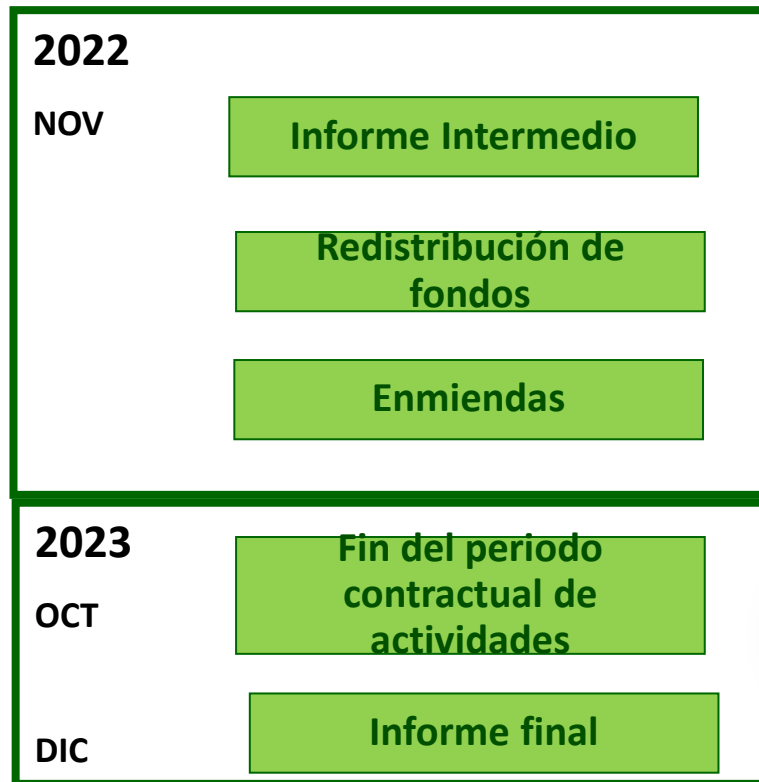 2022
NOV
Informe Intermedio
Redistribución de
fondos
Enmiendas
2023
OCT
Fin del periodo
contractual de
actividades
DIC
Informe final